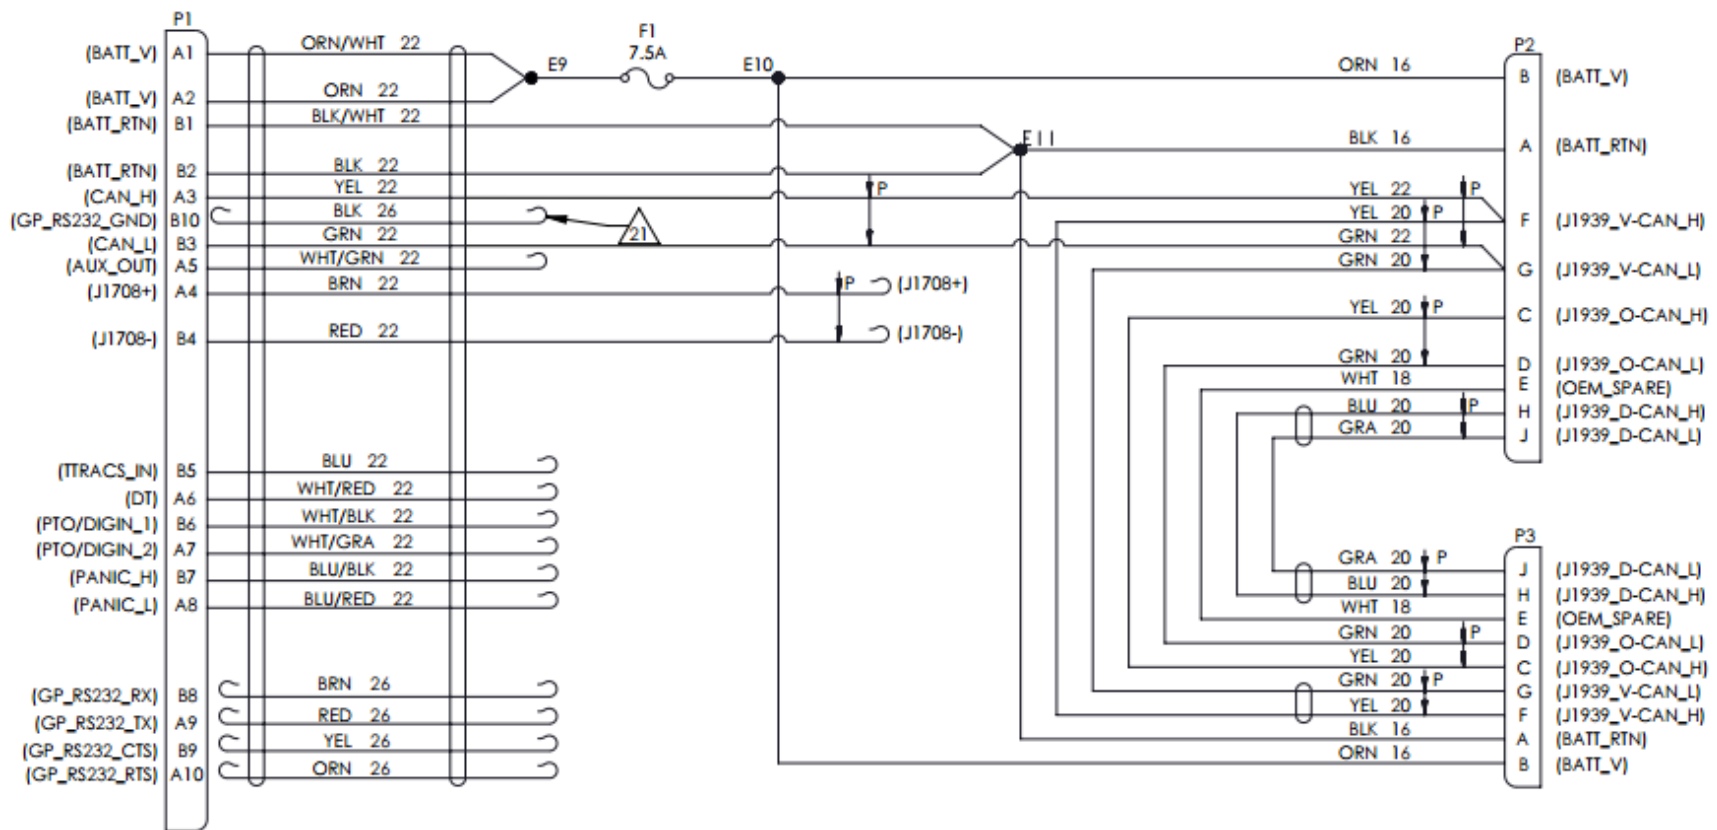 P1
(BATT_V) A1 ORN/WHT 22
(BATT_V) A2 ORN 22
(BATT_RTN) B1 BLK/WHT 22
(BATT_RTN) B2 BLK 22
(CAN_H) A3 YEL 22
(GP_RS232_GND) B10 BLK 26
(CAN_L) B3 GRN 22
(AUX_OUT) A5 WHT/GRN 22
(J1708+) A4 BRN 22
(J1708-) B4 RED 22
(TTRACS_IN) B5 BLU 22
(DT) A6 WHT/RED 22
(PTO/DIGIN_1) B6 WHT/BLK 22
(PTO/DIGIN_2) A7 WHT/GRA 22
(PANIC_H) B7 BLU/BLK 22
(PANIC_L) A8 BLU/RED 22
(GP_RS232_RX) B8 BRN 26
(GP_RS232_TX) A9 RED 26
(GP_RS232_CTS) B9 YEL 26
(GP_RS232_RTS) A10 ORN 26
E9
F1
7.5A
E10
E11
21
P
P (J1708+)
(J1708-)
P2
ORN 16 B (BATT_V)
BLK 16 A (BATT_RTN)
YEL 22 P
YEL 20 P F (J1939_V-CAN_H)
GRN 22
GRN 20 G (J1939_V-CAN_L)
YEL 20 P C (J1939_O-CAN_H)
GRN 20 D (J1939_O-CAN_L)
WHT 18 E (OEM_SPARE)
BLU 20 P H (J1939_D-CAN_H)
GRA 20 J (J1939_D-CAN_L)
P3
GRA 20 P J (J1939_D-CAN_L)
BLU 20 H (J1939_D-CAN_H)
WHT 18 E (OEM_SPARE)
GRN 20 P D (J1939_O-CAN_L)
YEL 20 C (J1939_O-CAN_H)
GRN 20 P G (J1939_V-CAN_L)
YEL 20 F (J1939_V-CAN_H)
BLK 16 A (BATT_RTN)
ORN 16 B (BATT_V)